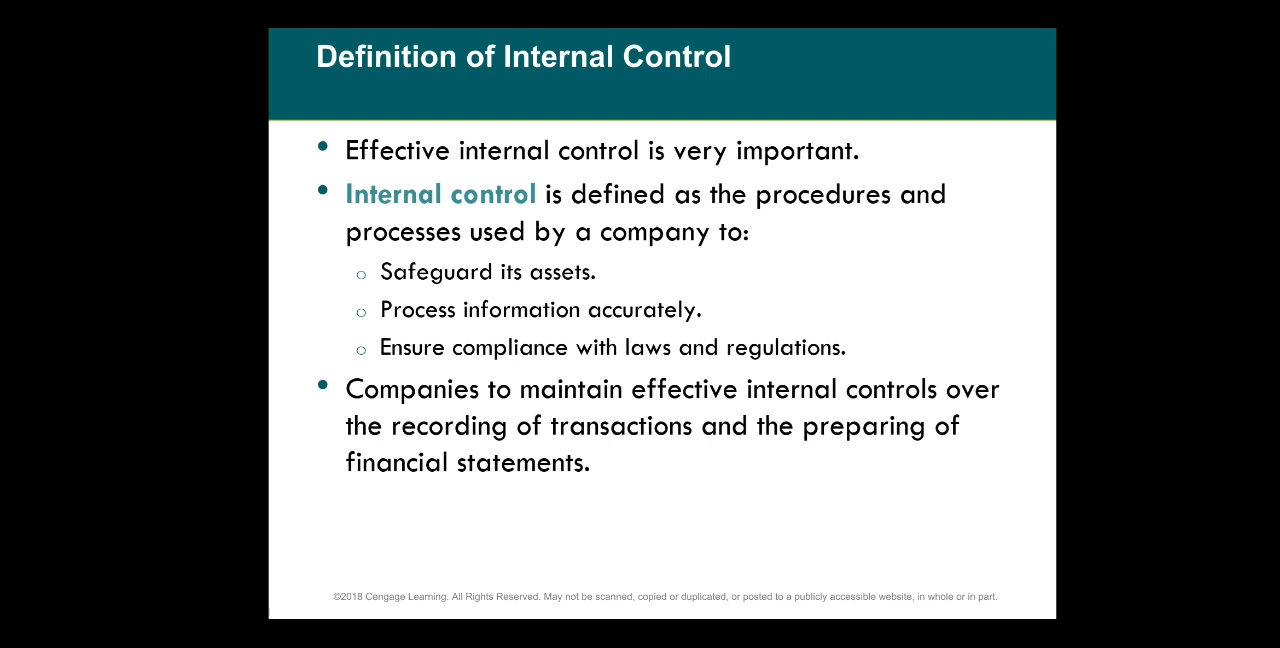 Definition of Internal Control
• Effective internal control is very important.
• Internal control is defined as the procedures and
processes used by a company to:
o Safeguard its assets.
o Process information accurately.
o Ensure compliance with laws and regulations.
• Companies to maintain effective internal controls over
the recording of transactions and the preparing of
financial statements.
©2018 Cengage Learning. All Rights Reserved. May not be scanned, copied or duplicated, or posted to a publicly accessible website, in whole or in part.